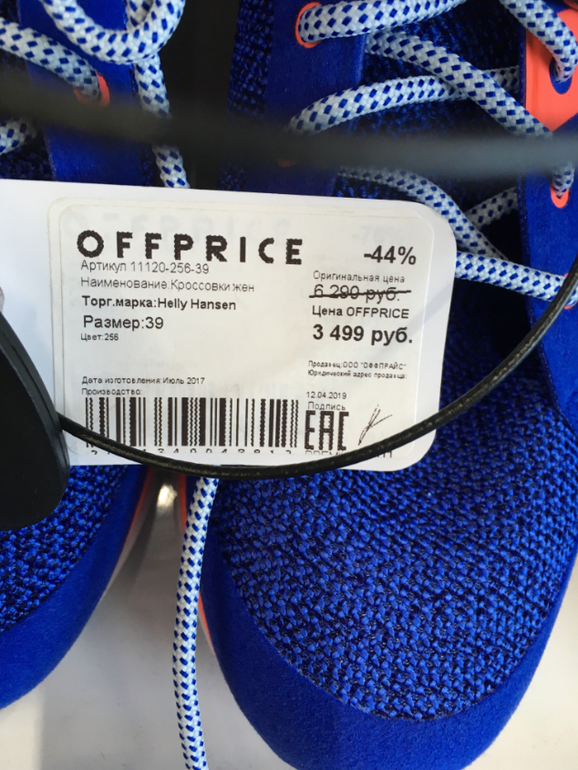 OFFPRICE
-44%
Артикул 11120-256-39
Наименование:Кроссовки жен
Торг.марка:Helly Hansen
Размер:39
Цвет:256
Оригинальная цена
6 290 руб.
Цена OFFPRICE
3 499 руб.
Продавец:ООО "ОФФПРАЙС"
Юридический адрес продавца:
Дата изготовления:Июль 2017
Производство:
12.04.2019
Подпись
EAC